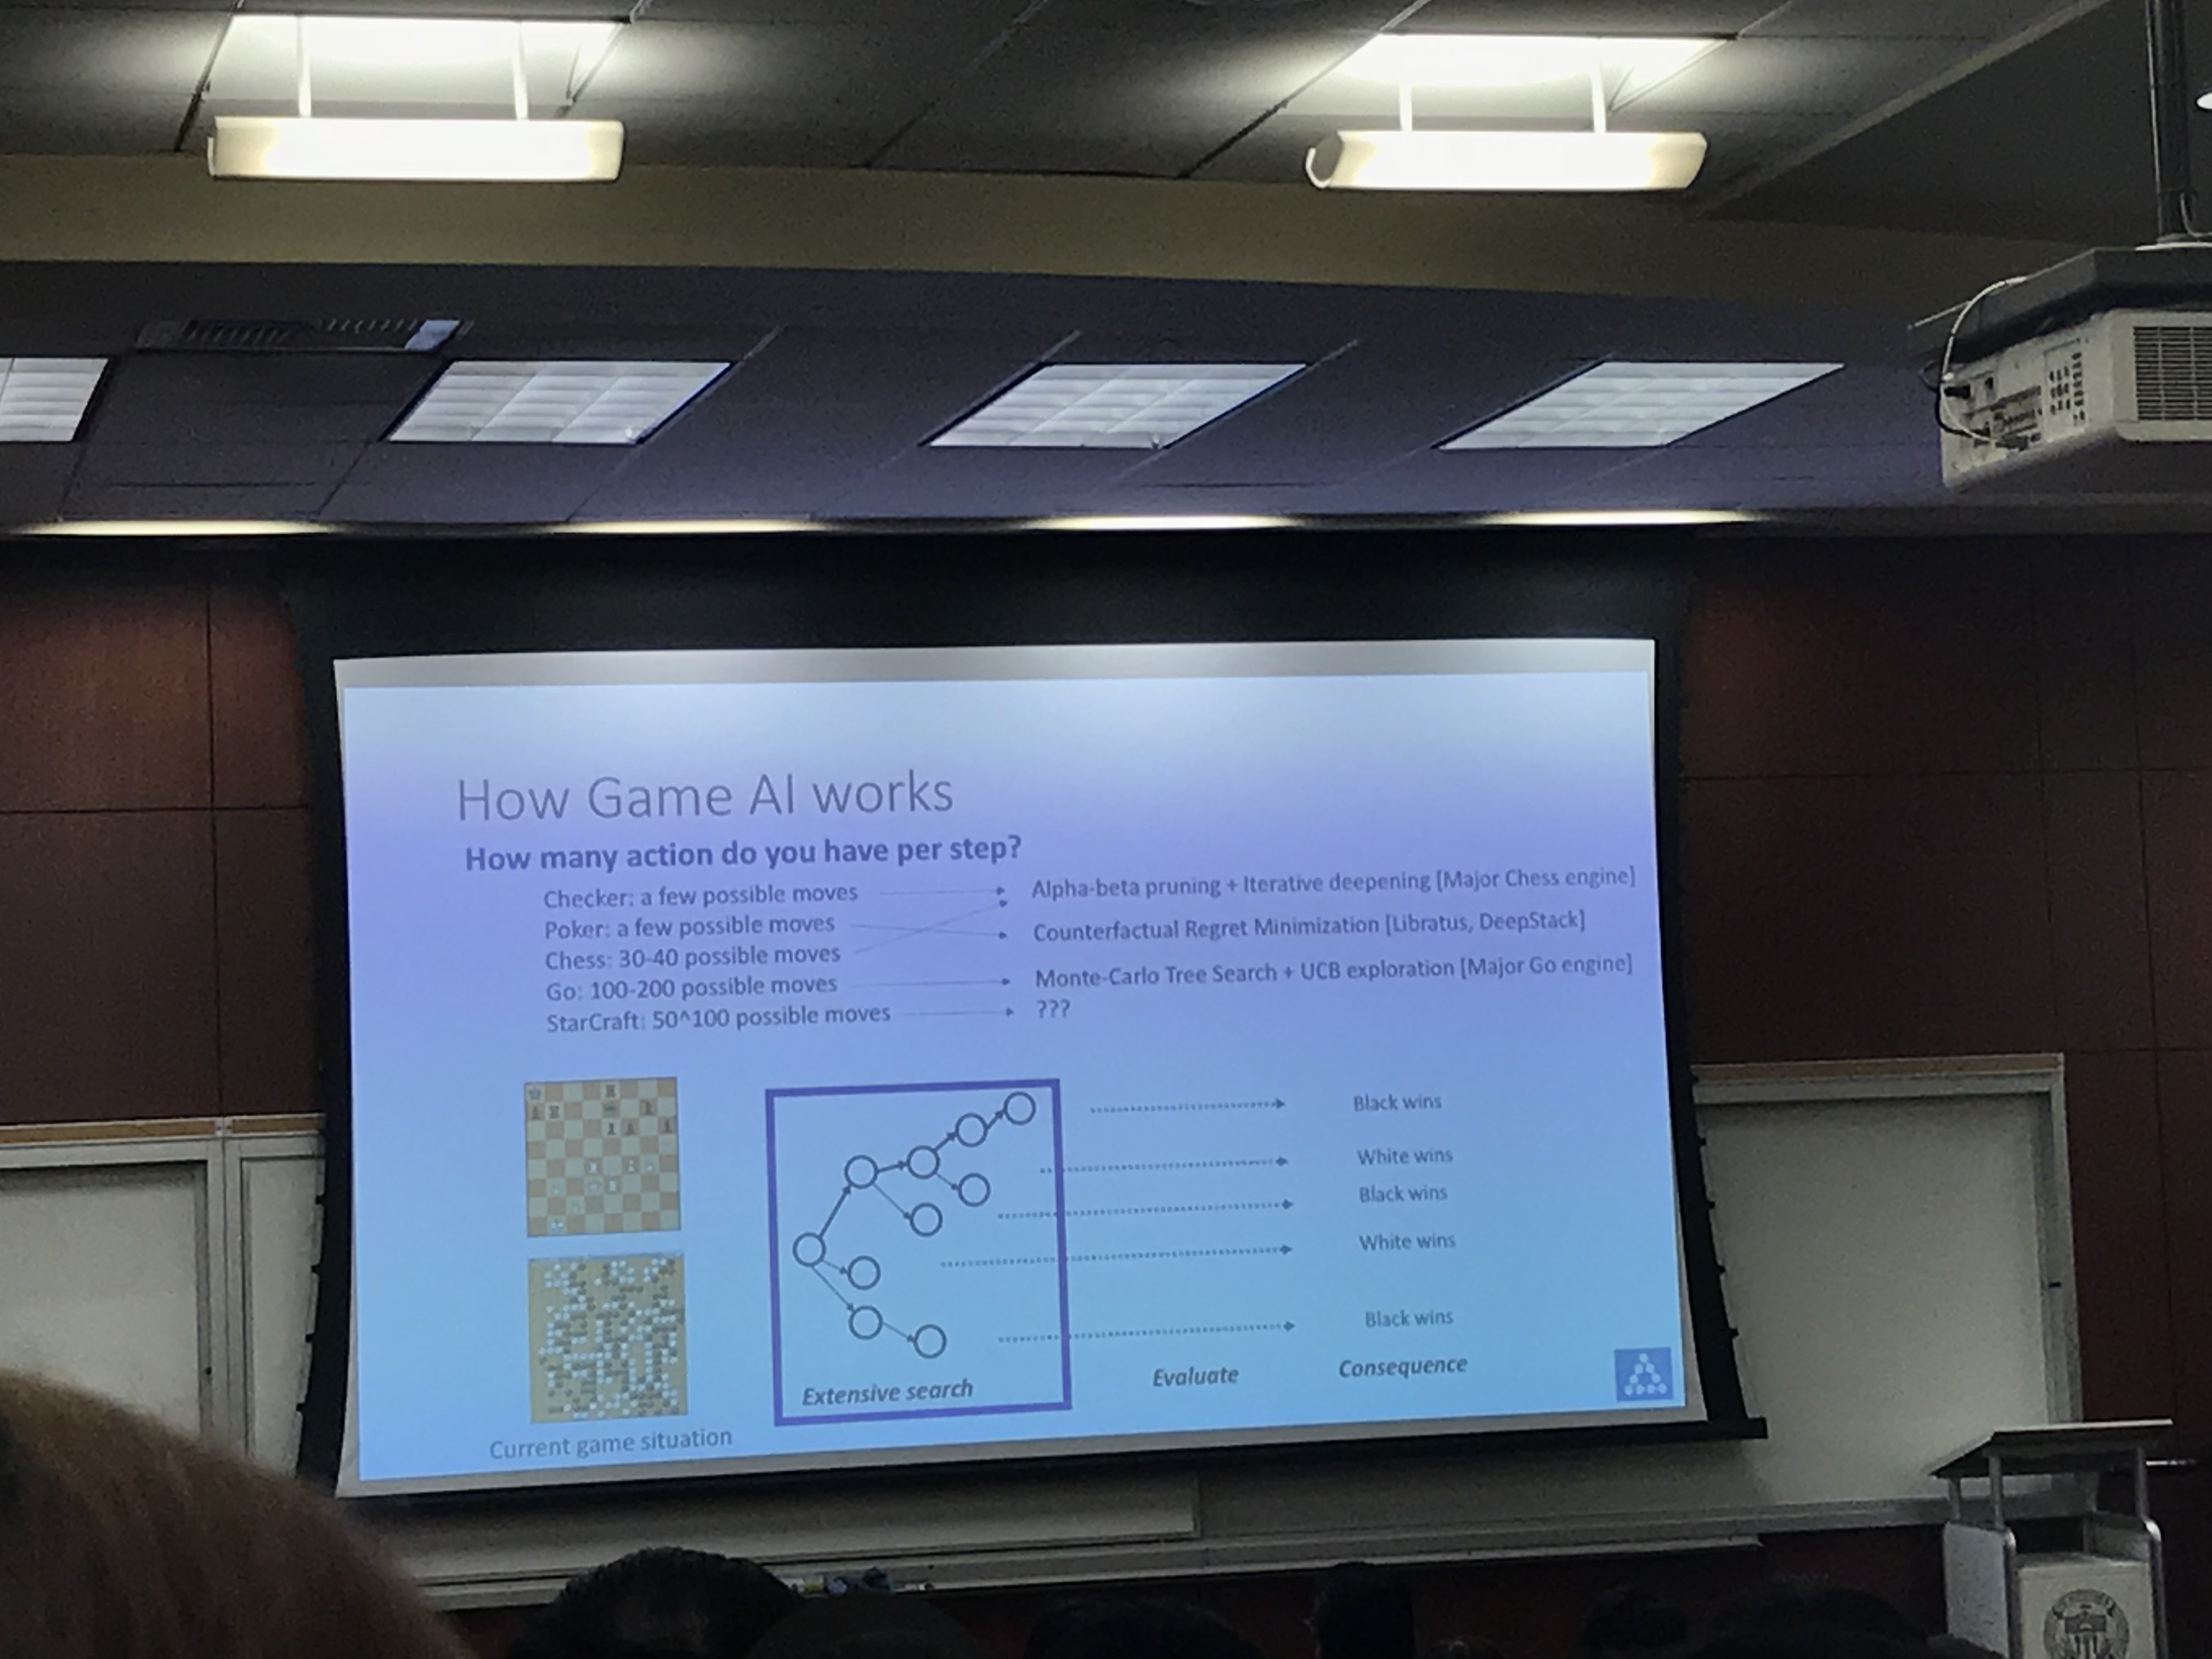 How Game AI works
How many action do you have per step?
Checker: a few possible moves
Poker: a few possible moves
Chess: 30-40 possible moves
Go: 100-200 possible moves
StarCraft: 50^100 possible moves
Alpha-beta pruning + Iterative deepening [Major Chess engine]
Counterfactual Regret Minimization [Libratus, DeepStack]
Monte-Carlo Tree Search + UCB exploration [Major Go engine]
???
Black wins
White wins
Black wins
White wins
Black wins
Extensive search
Evaluate
Consequence
Current game situation